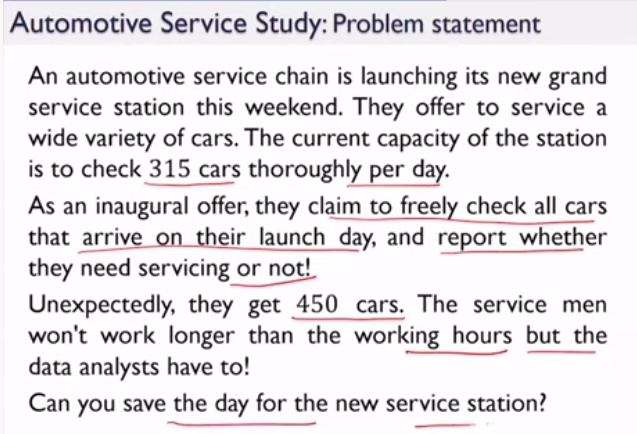 Automotive Service Study: Problem statement
An automotive service chain is launching its new grand
service station this weekend. They offer to service a
wide variety of cars. The current capacity of the station
is to check 315 cars thoroughly per day.
As an inaugural offer, they claim to freely check all cars
that arrive on their launch day, and report whether
they need servicing or not!
Unexpectedly, they get 450 cars. The service men
won't work longer than the working hours but the
data analysts have to!
Can you save the day for the new service station?